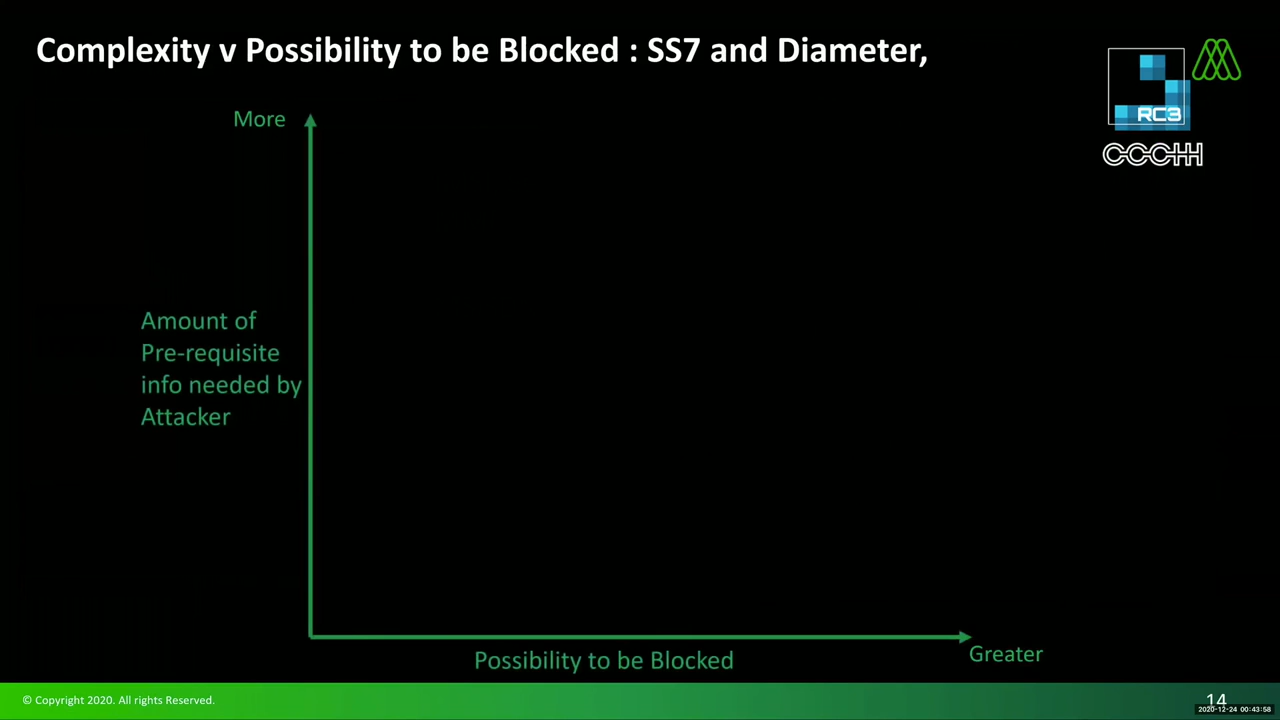 Complexity v Possibility to be Blocked : SS7 and Diameter,
RC3
CCCHH
More
Amount of
Pre-requisite
info needed by
Attacker
Possibility to be Blocked
Greater
© Copyright 2020. All rights Reserved.
14
2020-12-24 00:43:58